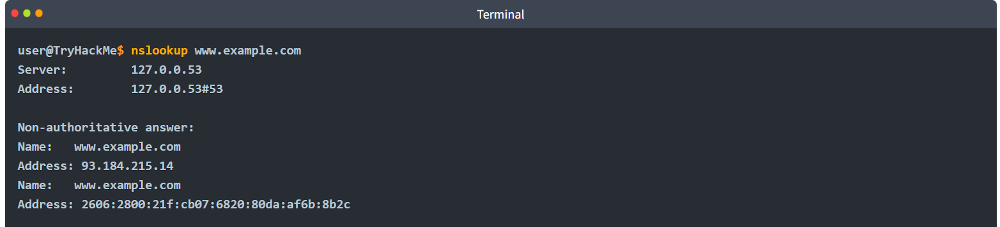 Terminal
user@TryHackMe$ nslookup www.example.com
Server:         127.0.0.53
Address:        127.0.0.53#53
Non-authoritative answer:
Name:   www.example.com
Address: 93.184.215.14
Name:   www.example.com
Address: 2606:2800:21f:cb07:6820:80da:af6b:8b2c